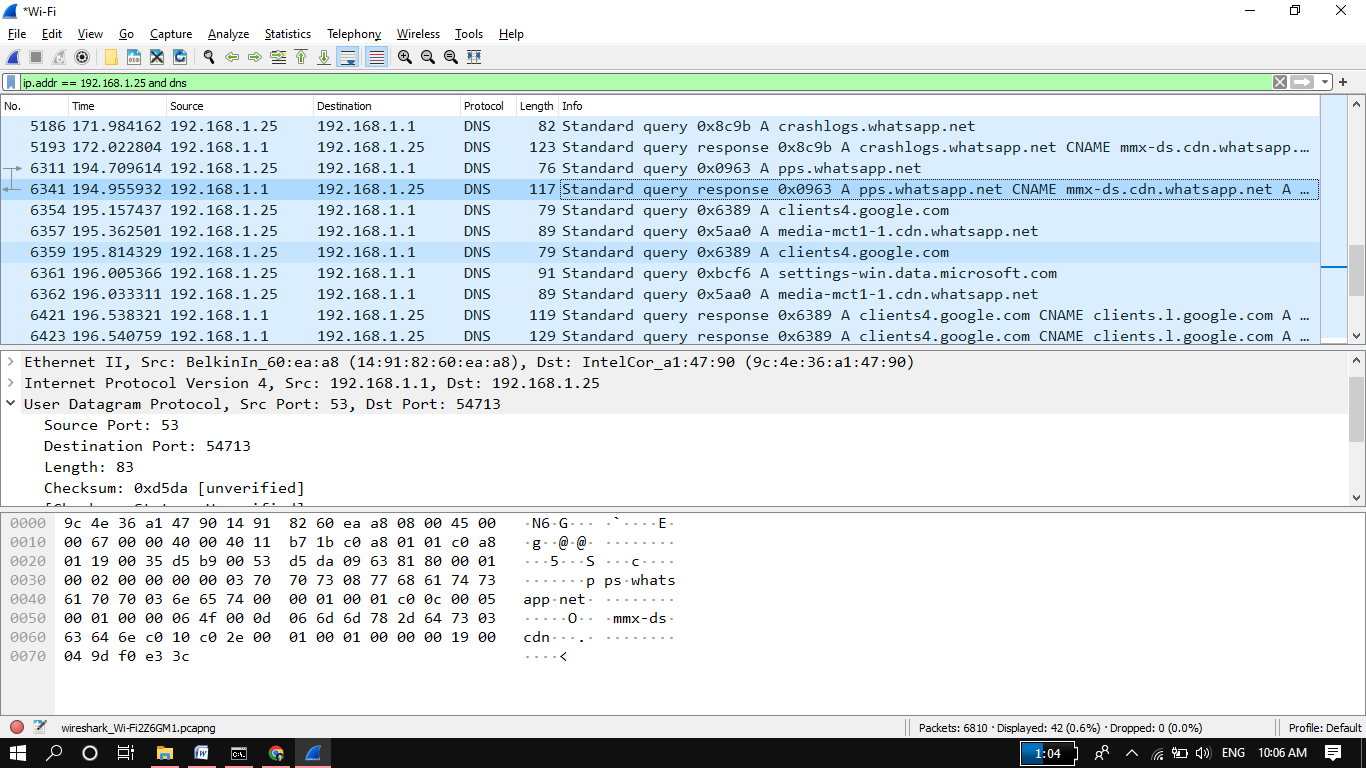 *Wi-Fi
File Edit View Go Capture Analyze Statistics Telephony Wireless Tools Help
ip.addr == 192.168.1.25 and dns
No. Time Source Destination Protocol Length Info
5186 171.984162 192.168.1.25 192.168.1.1 DNS 82 Standard query 0x8c9b A crashlogs.whatsapp.net
5193 172.022804 192.168.1.1 192.168.1.25 DNS 123 Standard query response 0x8c9b A crashlogs.whatsapp.net CNAME mmx-ds.cdn.whatsapp.…
6311 194.709614 192.168.1.25 192.168.1.1 DNS 76 Standard query 0x0963 A pps.whatsapp.net
6341 194.955932 192.168.1.1 192.168.1.25 DNS 117 Standard query response 0x0963 A pps.whatsapp.net CNAME mmx-ds.cdn.whatsapp.net A …
6354 195.157437 192.168.1.25 192.168.1.1 DNS 79 Standard query 0x6389 A clients4.google.com
6357 195.362501 192.168.1.25 192.168.1.1 DNS 89 Standard query 0x5aa0 A media-mct1-1.cdn.whatsapp.net
6359 195.814329 192.168.1.25 192.168.1.1 DNS 79 Standard query 0x6389 A clients4.google.com
6361 196.005366 192.168.1.25 192.168.1.1 DNS 91 Standard query 0xbcf6 A settings-win.data.microsoft.com
6362 196.033311 192.168.1.25 192.168.1.1 DNS 89 Standard query 0x5aa0 A media-mct1-1.cdn.whatsapp.net
6421 196.538321 192.168.1.1 192.168.1.25 DNS 119 Standard query response 0x6389 A clients4.google.com CNAME clients.l.google.com A …
6423 196.540759 192.168.1.1 192.168.1.25 DNS 129 Standard query response 0x6389 A clients4.google.com CNAME clients.l.google.com A …
Ethernet II, Src: BelkinIn_60:ea:a8 (14:91:82:60:ea:a8), Dst: IntelCor_a1:47:90 (9c:4e:36:a1:47:90)
Internet Protocol Version 4, Src: 192.168.1.1, Dst: 192.168.1.25
User Datagram Protocol, Src Port: 53, Dst Port: 54713
Source Port: 53
Destination Port: 54713
Length: 83
Checksum: 0xd5da [unverified]
0000 9c 4e 36 a1 47 90 14 91 82 60 ea a8 08 00 45 00 ·N6·G··· ·`····E·
0010 00 67 00 00 40 00 40 11 b7 1b c0 a8 01 01 c0 a8 ·g··@·@· ········
0020 01 19 00 35 d5 b9 00 53 d5 da 09 63 81 80 00 01 ···5···S ···c····
0030 00 02 00 00 00 00 03 70 70 73 08 77 68 61 74 73 ·······p ps·whats
0040 61 70 70 03 6e 65 74 00 00 01 00 01 c0 0c 00 05 app·net· ········
0050 00 01 00 00 06 4f 00 0d 06 6d 6d 78 2d 64 73 03 ·····O·· ·mmx-ds·
0060 63 64 6e c0 10 c0 2e 00 01 00 01 00 00 00 19 00 cdn···.· ········
0070 04 9d f0 e3 3c ····<
wireshark_Wi-Fi2Z6GM1.pcapng Packets: 6810 · Displayed: 42 (0.6%) · Dropped: 0 (0.0%) Profile: Default
1:04 ENG 10:06 AM